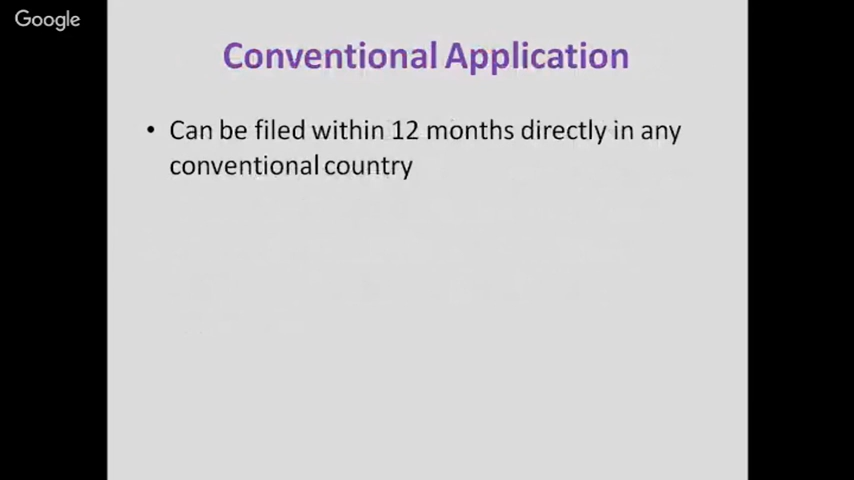 Google
Conventional Application
• Can be filed within 12 months directly in any
conventional country